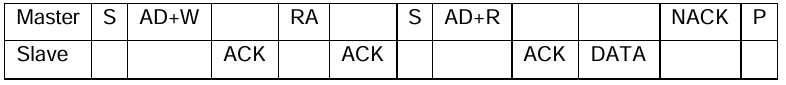 Master S AD+W RA S AD+R NACK P
Slave ACK ACK ACK DATA